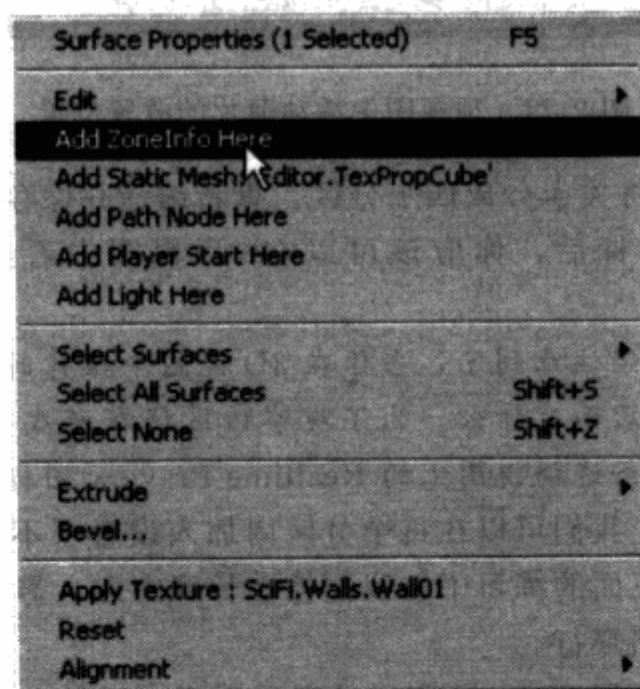 Surface Properties (1 Selected) F5
Edit
Add ZoneInfo Here
Add Static Mesh: 'Editor.TexPropCube'
Add Path Node Here
Add Player Start Here
Add Light Here
Select Surfaces
Select All Surfaces Shift+S
Select None Shift+Z
Extrude
Bevel...
Apply Texture : SciFi.Walls.Wall01
Reset
Alignment